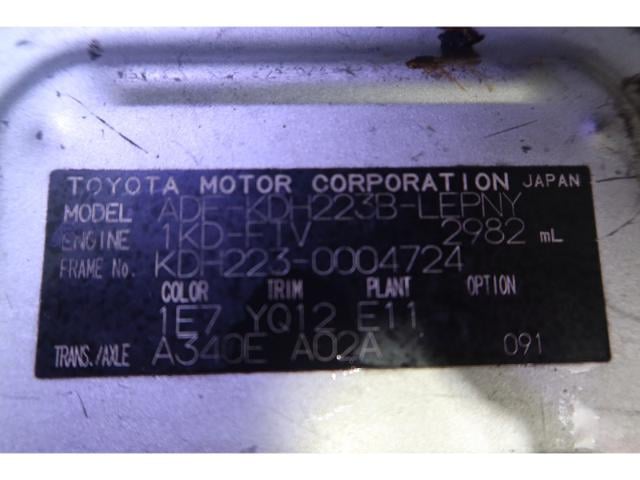 TOYOTA MOTOR CORPORATION JAPAN
MODEL ADF-KDH223B-LEPNY
ENGINE 1KD-FTV 2982 mL
FRAME No. KDH223-0004724
COLOR TRIM PLANT OPTION
1E7 YQ12 E11
TRANS./AXLE A340E A02A 091